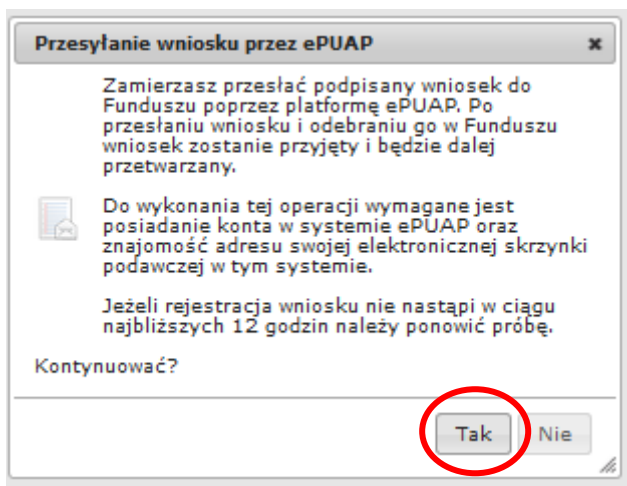 Przesyłanie wniosku przez ePUAP
Zamierzasz przesłać podpisany wniosek do
Funduszu poprzez platformę ePUAP. Po
przesłaniu wniosku i odebraniu go w Funduszu
wniosek zostanie przyjęty i będzie dalej
przetwarzany.
Do wykonania tej operacji wymagane jest
posiadanie konta w systemie ePUAP oraz
znajomość adresu swojej elektronicznej skrzynki
podawczej w tym systemie.
Jeżeli rejestracja wniosku nie nastąpi w ciągu
najbliższych 12 godzin należy ponowić próbę.
Kontynuować?
Tak Nie